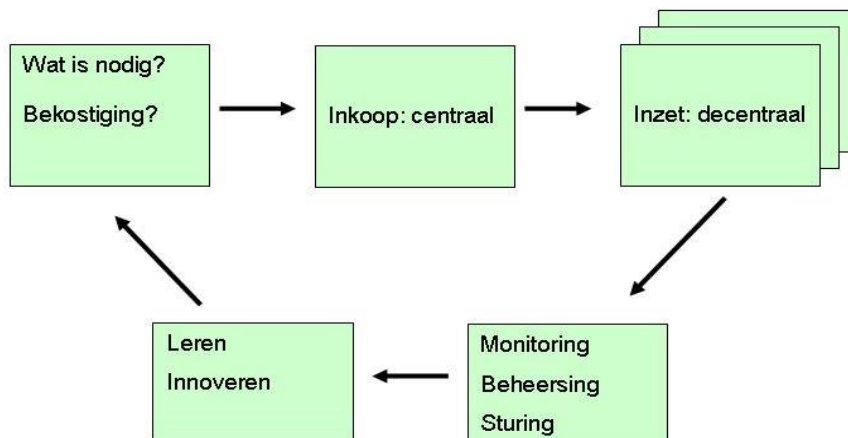 Wat is nodig?
Bekostiging?
Inkoop: centraal
Inzet: decentraal
Monitoring
Beheersing
Sturing
Leren
Innoveren